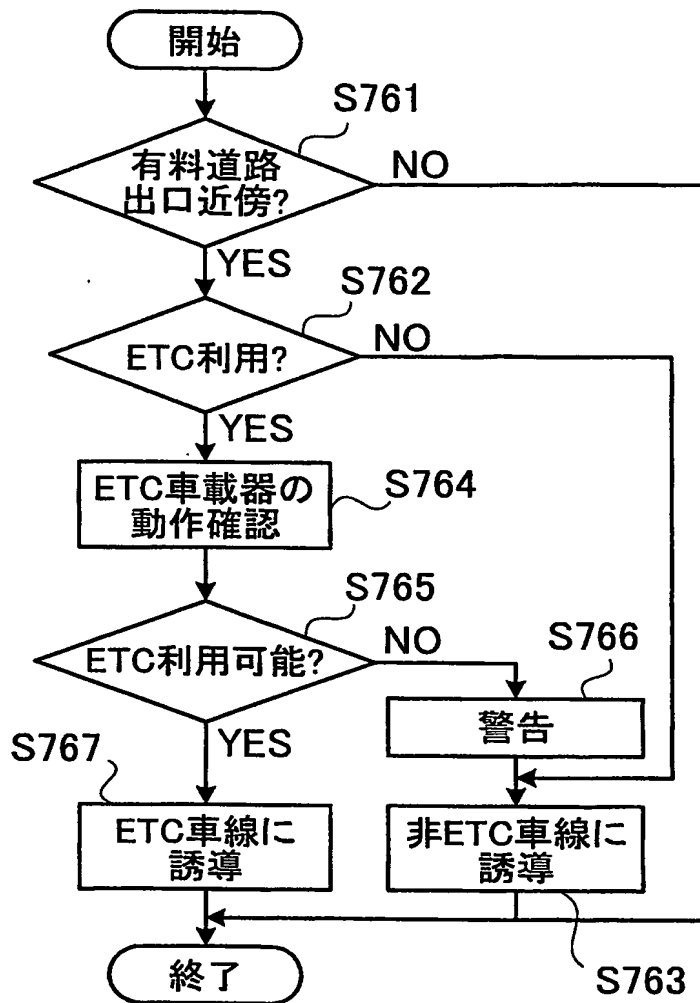 開始
S761
有料道路
出口近傍?
NO
YES
S762
ETC利用?
NO
YES
ETC車載器の
動作確認
S764
S765
ETC利用可能?
NO
YES
S766
警告
S767
ETC車線に
誘導
非ETC車線に
誘導
S763
終了